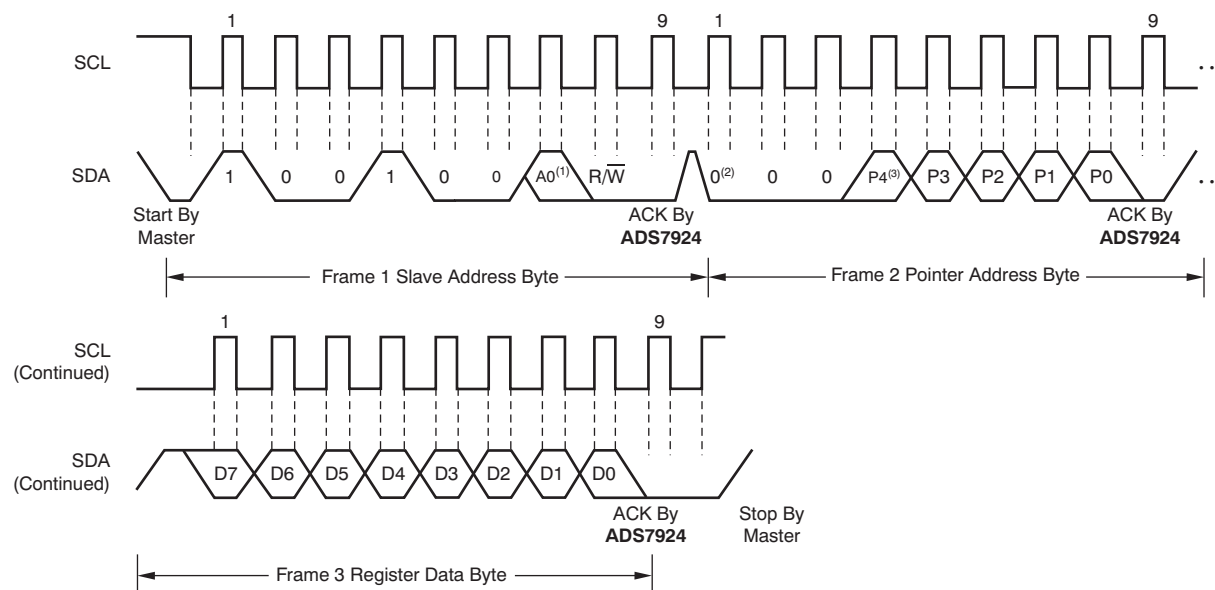 1 9 1 9
SCL
. .
SDA
1 0 0 1 0 0 A0(1) R/W̅ 0(2) 0 0 P4(3) P3 P2 P1 P0
. .
Start By
Master
ACK By
ADS7924
ACK By
ADS7924
Frame 1 Slave Address Byte
Frame 2 Pointer Address Byte
1 9
SCL
(Continued)
SDA
(Continued)
D7 D6 D5 D4 D3 D2 D1 D0
ACK By
ADS7924
Stop By
Master
Frame 3 Register Data Byte